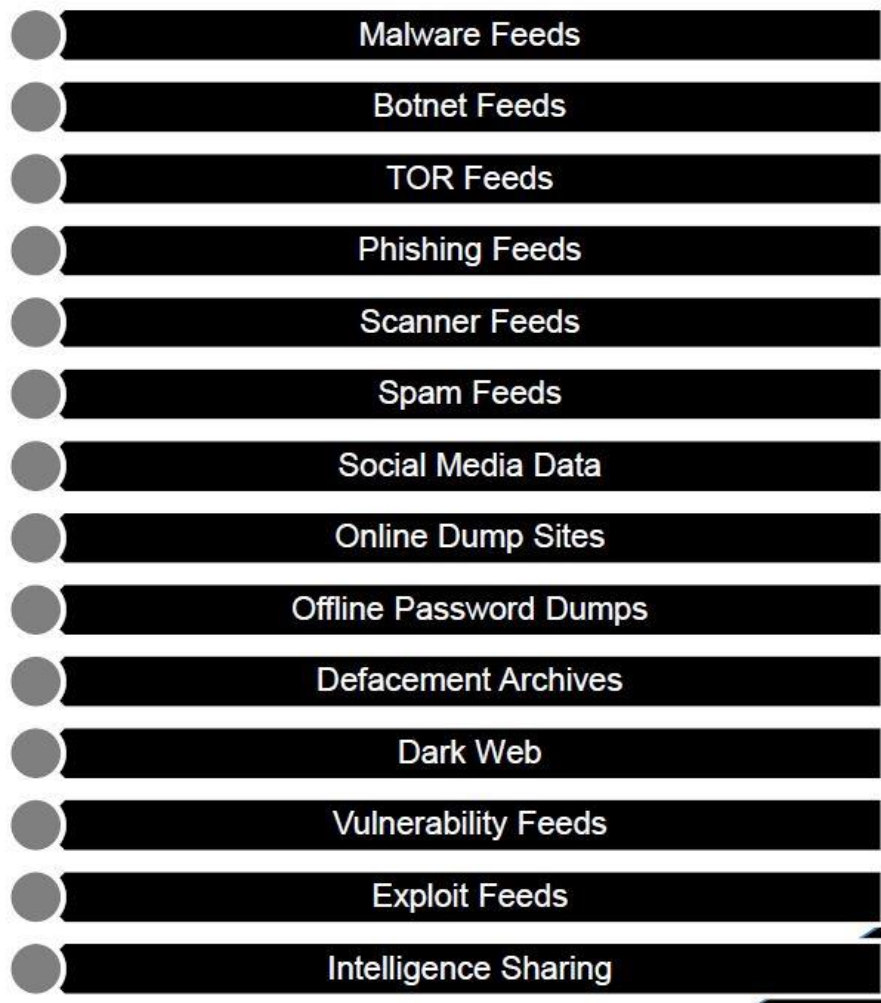 Malware Feeds
Botnet Feeds
TOR Feeds
Phishing Feeds
Scanner Feeds
Spam Feeds
Social Media Data
Online Dump Sites
Offline Password Dumps
Defacement Archives
Dark Web
Vulnerability Feeds
Exploit Feeds
Intelligence Sharing